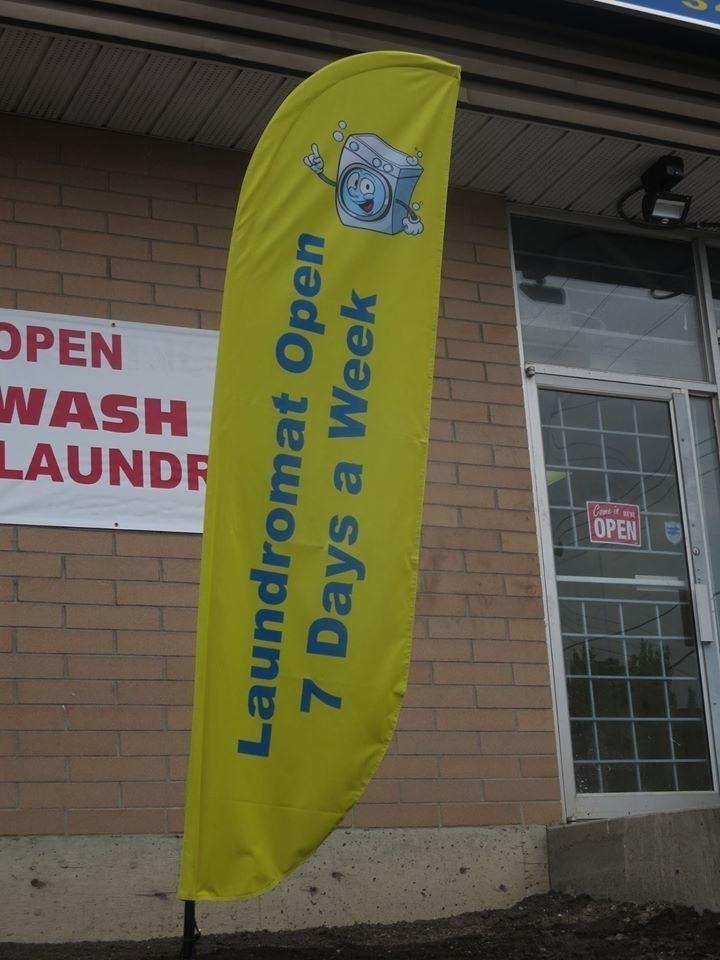 OPEN
WASH
LAUNDR
Laundromat Open
7 Days a Week
Come in WE'RE
OPEN